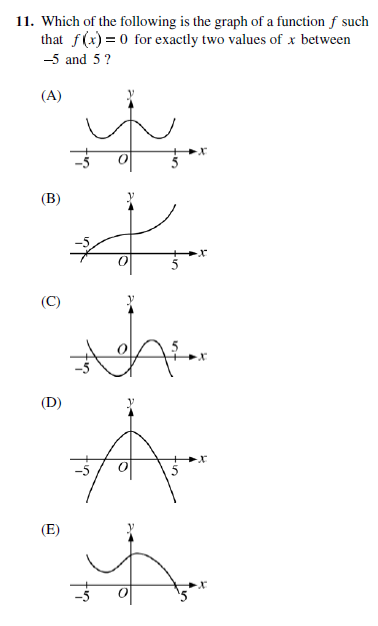 11. Which of the following is the graph of a function f such
that f(x) = 0 for exactly two values of x between
–5 and 5 ?
(A)
y
x
–5
O
5
(B)
y
–5
x
O
5
(C)
y
O
5
x
–5
(D)
y
x
–5
O
5
(E)
y
x
–5
O
5